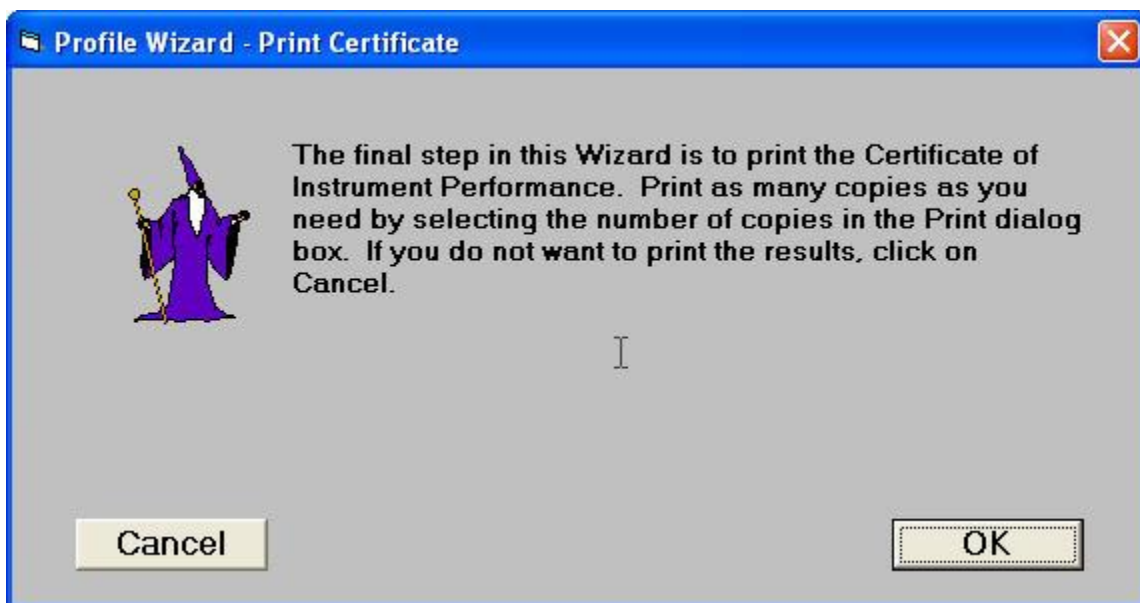 Profile Wizard - Print Certificate
The final step in this Wizard is to print the Certificate of
Instrument Performance.  Print as many copies as you
need by selecting the number of copies in the Print dialog
box.  If you do not want to print the results, click on
Cancel.
Cancel
OK